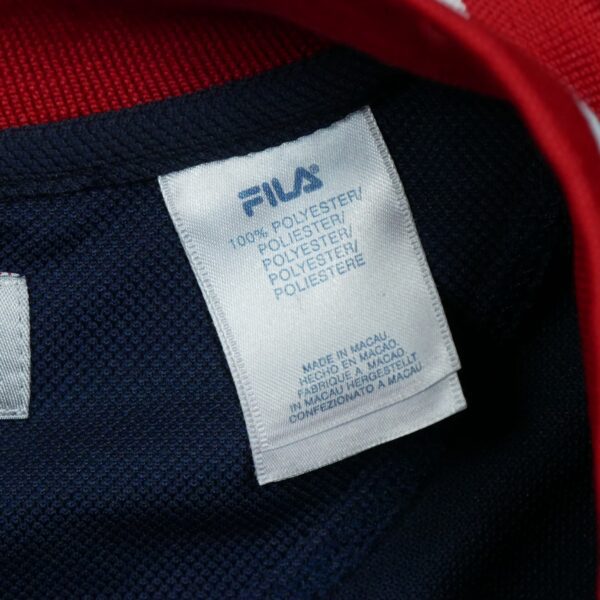 FILA®
100% POLYESTER/
POLIESTER/
POLYESTER/
POLYESTER/
POLIESTERE
MADE IN MACAU
HECHO EN MACAO.
FABRIQUE A. MACAO
IN MACAU HERGESTELLT.
CONFEZIONATO A MACAU